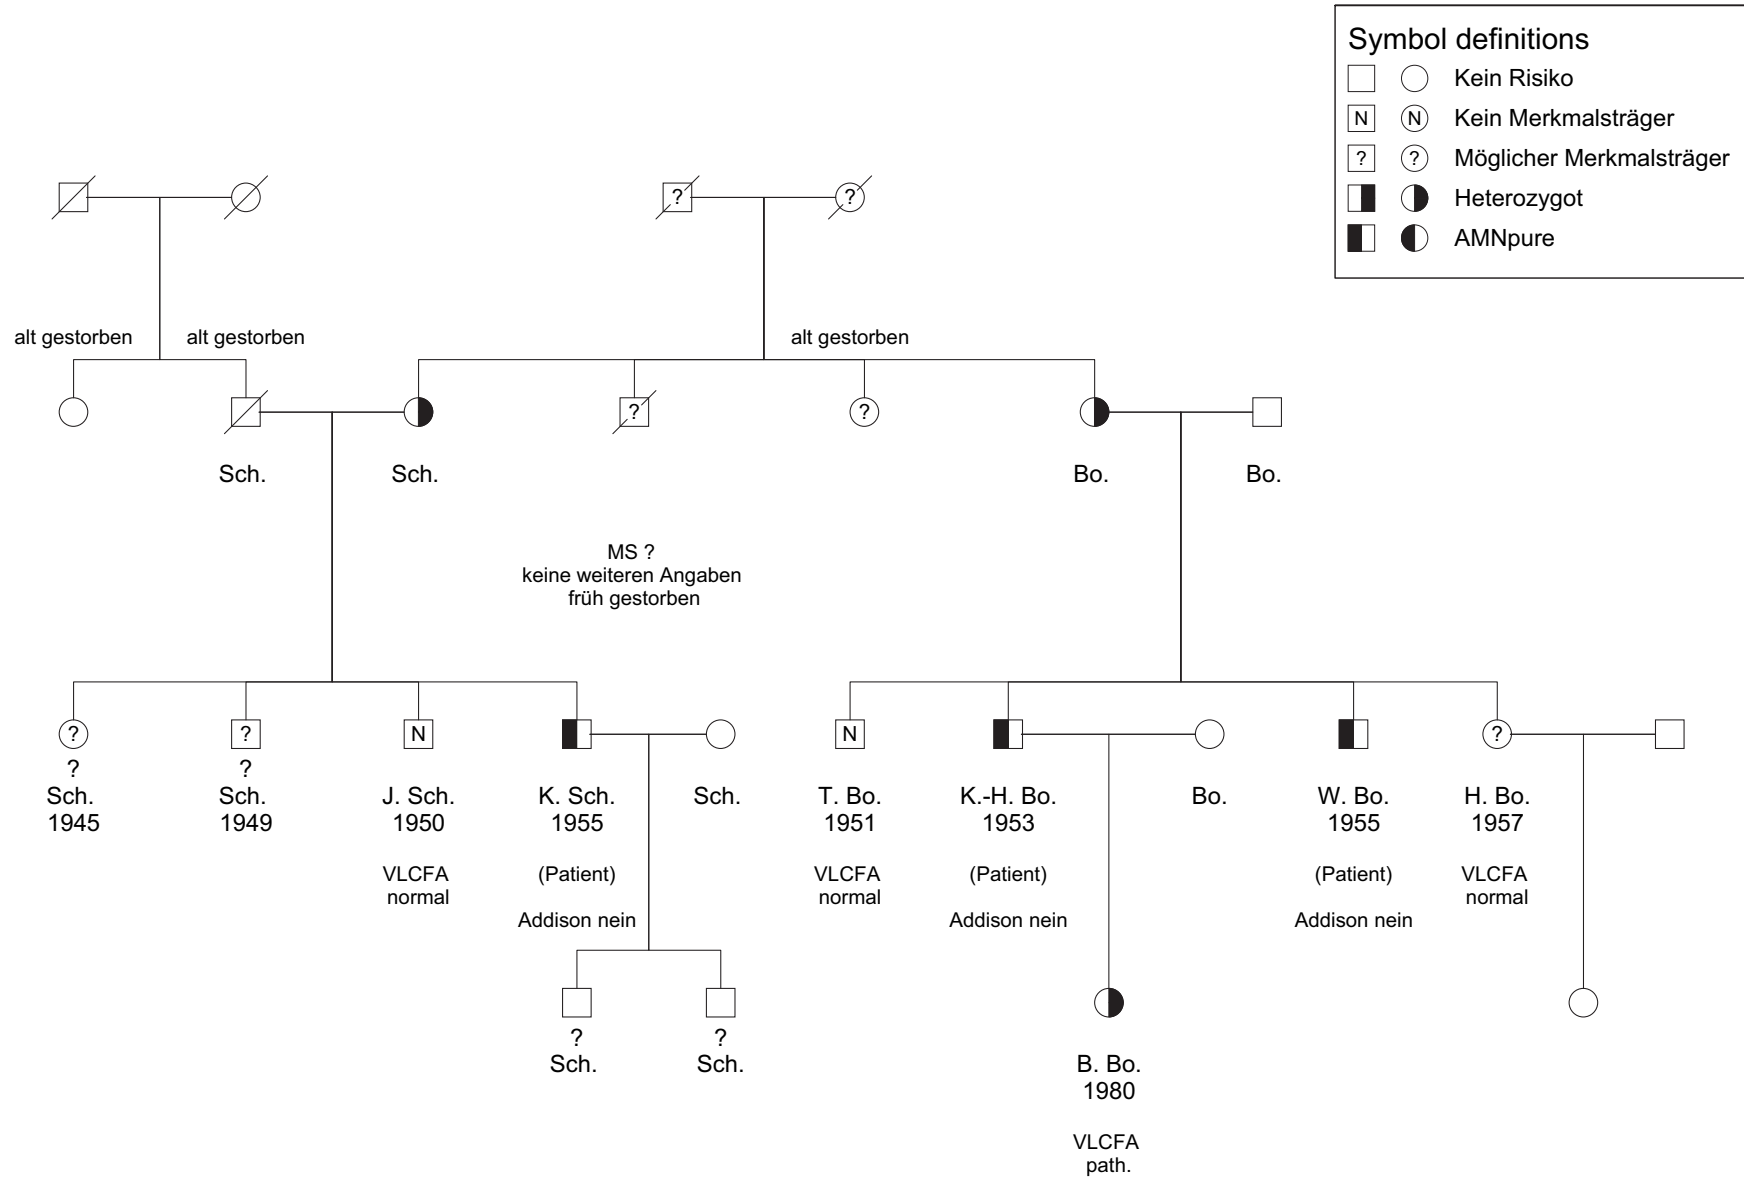 Symbol definitions
Kein Risiko
N N Kein Merkmalsträger
? ? Möglicher Merkmalsträger
Heterozygot
AMNpure
? ?
alt gestorben alt gestorben alt gestorben
? ?
Sch. Sch. Bo. Bo.
MS ?
keine weiteren Angaben
früh gestorben
? ? N N ?
? ?
Sch. Sch. J. Sch. K. Sch. Sch. T. Bo. K.-H. Bo. Bo. W. Bo. H. Bo.
1945 1949 1950 1955 1951 1953 1955 1957
VLCFA (Patient) VLCFA (Patient) (Patient) VLCFA
normal normal normal
Addison nein Addison nein Addison nein
? ?
Sch. Sch. B. Bo.
1980
VLCFA
path.